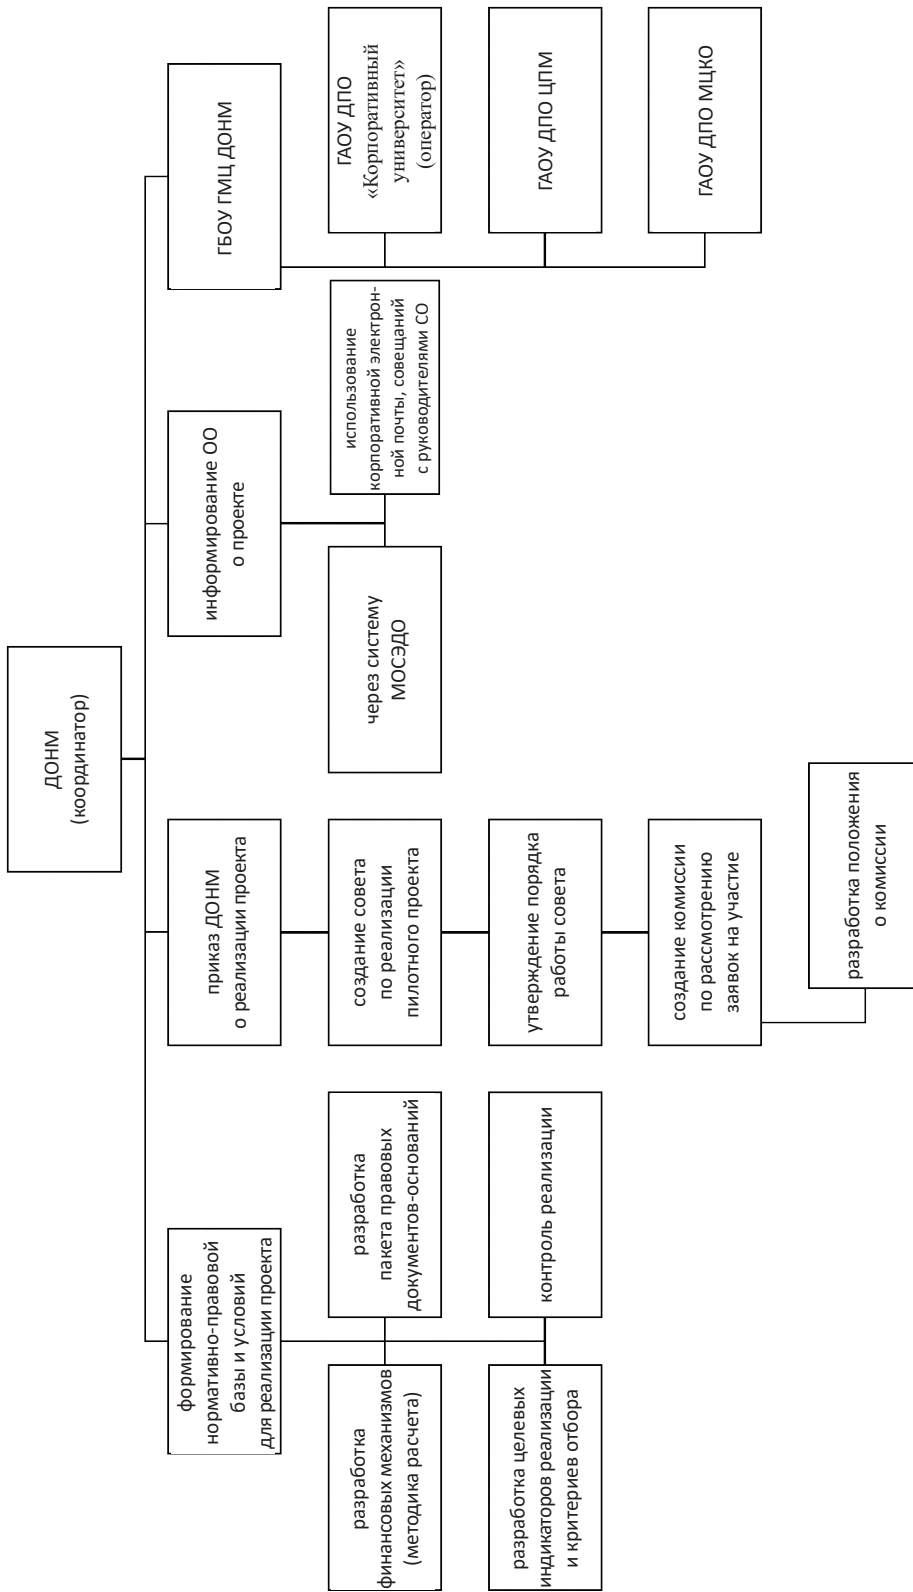 ДОНМ
(координатор)
формирование
нормативно-правовой
базы и условий
для реализации проекта
разработка
финансовых механизмов
(методика расчета)
разработка
пакета правовых
документов-оснований
разработка целевых
индикаторов реализации
и критериев отбора
контроль реализации
приказ ДОНМ
о реализации проекта
создание совета
по реализации
пилотного проекта
утверждение порядка
работы совета
создание комиссии
по рассмотрению
заявок на участие
разработка положения
о комиссии
информирование ОО
о проекте
через систему
МОСЭДО
использование
корпоративной электрон-
ной почты, совещаний
с руководителями СО
ГБОУ ГМЦ ДОНМ
ГАОУ ДПО
«Корпоративный
университет»
(оператор)
ГАОУ ДПО ЦПМ
ГАОУ ДПО МЦКО